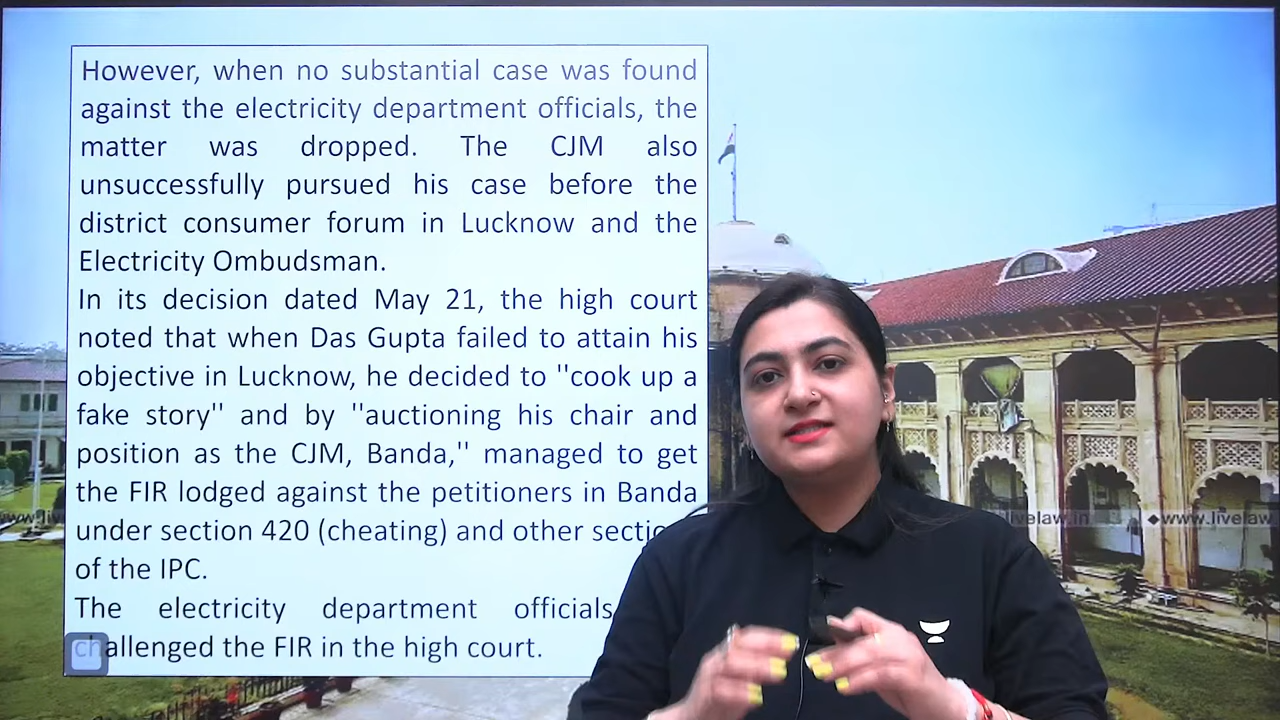 However, when no substantial case was found
against the electricity department officials, the
matter was dropped. The CJM also
unsuccessfully pursued his case before the
district consumer forum in Lucknow and the
Electricity Ombudsman.
In its decision dated May 21, the high court
noted that when Das Gupta failed to attain his
objective in Lucknow, he decided to "cook up a
fake story" and by "auctioning his chair and
position as the CJM, Banda," managed to get
the FIR lodged against the petitioners in Banda
under section 420 (cheating) and other sectio
of the IPC.
The electricity department officials
challenged the FIR in the high court.
livelaw.in
www.livelaw